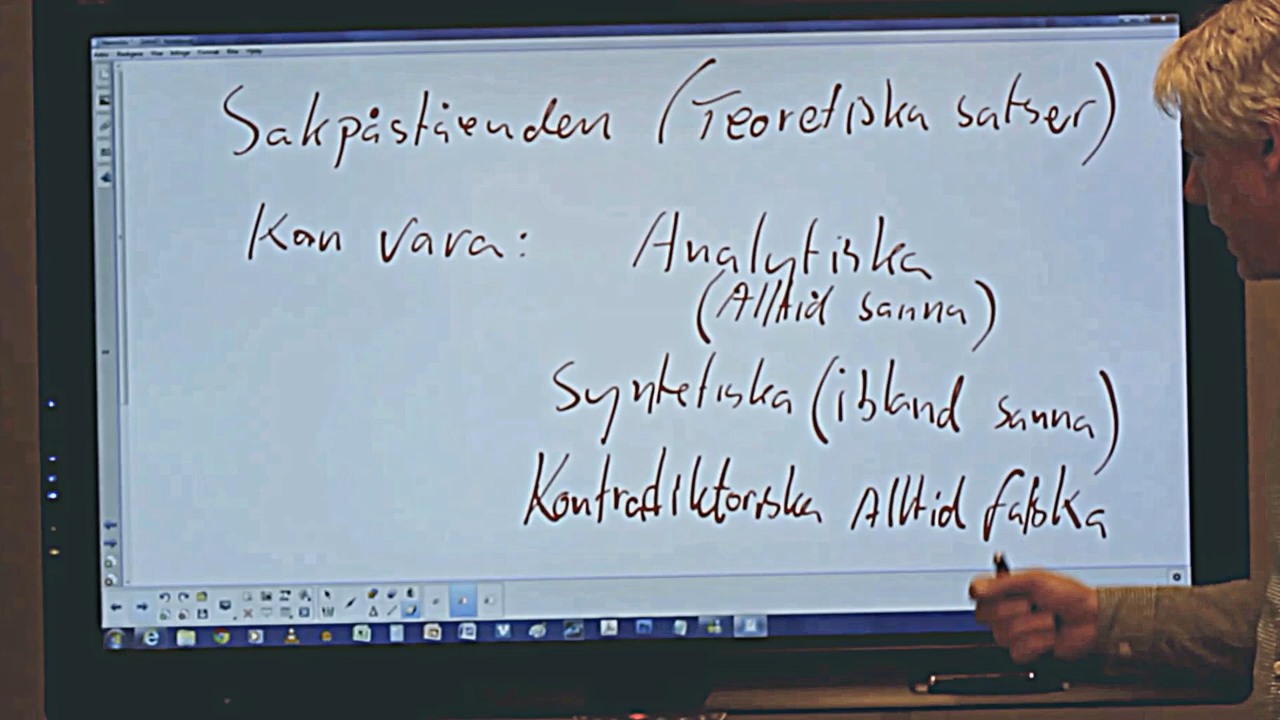 Sakpåståenden (Teoretiska satser)
Kan vara: Analytiska
(Alltid sanna)
Syntetiska (ibland sanna)
Kontradiktoriska Alltid falska